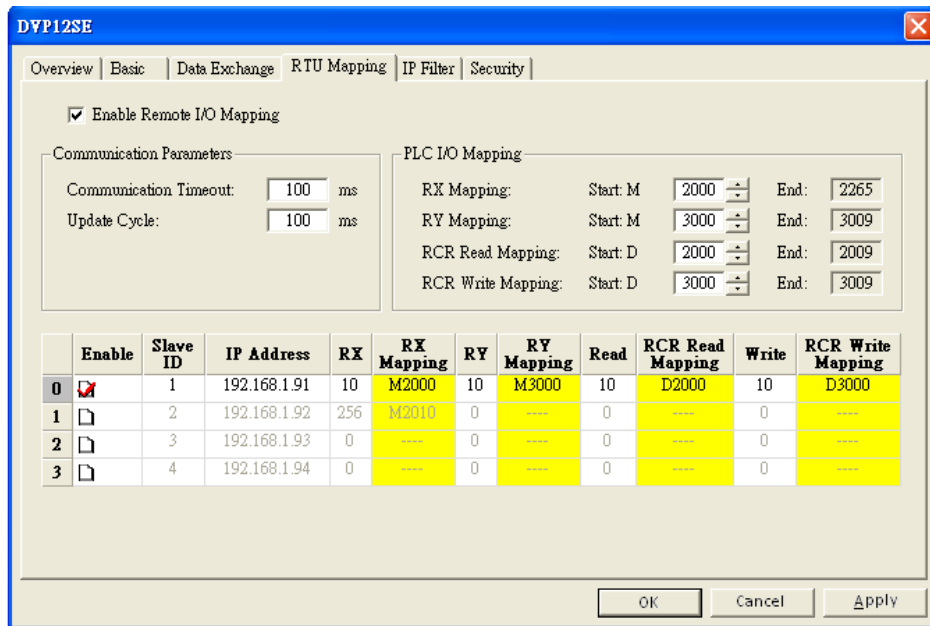 DVP12SE
Overview Basic Data Exchange RTU Mapping IP Filter Security
Enable Remote I/O Mapping
Communication Parameters
Communication Timeout: 100 ms
Update Cycle: 100 ms
PLC I/O Mapping
RX Mapping: Start: M 2000 End: 2265
RY Mapping: Start: M 3000 End: 3009
RCR Read Mapping: Start: D 2000 End: 2009
RCR Write Mapping: Start: D 3000 End: 3009
Enable Slave ID IP Address RX RX Mapping RY RY Mapping Read RCR Read Mapping Write RCR Write Mapping
0 1 192.168.1.91 10 M2000 10 M3000 10 D2000 10 D3000
1 2 192.168.1.92 256 M2010 0 ---- 0 ---- 0 ----
2 3 192.168.1.93 0 ---- 0 ---- 0 ---- 0 ----
3 4 192.168.1.94 0 ---- 0 ---- 0 ---- 0 ----
OK Cancel Apply